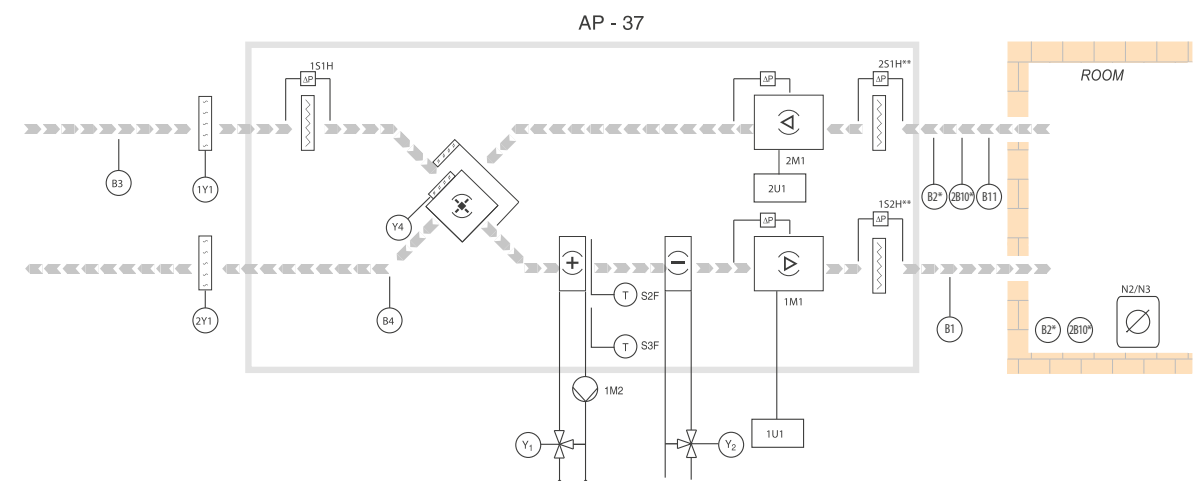 AP - 37
1S1H
ΔP
ΔP
2S1H**
ΔP
ROOM
B3
1Y1
2M1
2U1
B2*
2B10*
B11
Y4
+
−
ΔP
1S2H**
ΔP
2Y1
B4
T
S2F
T
S3F
1M1
B1
B2*
2B10*
N2/N3
1M2
Y1
Y2
1U1